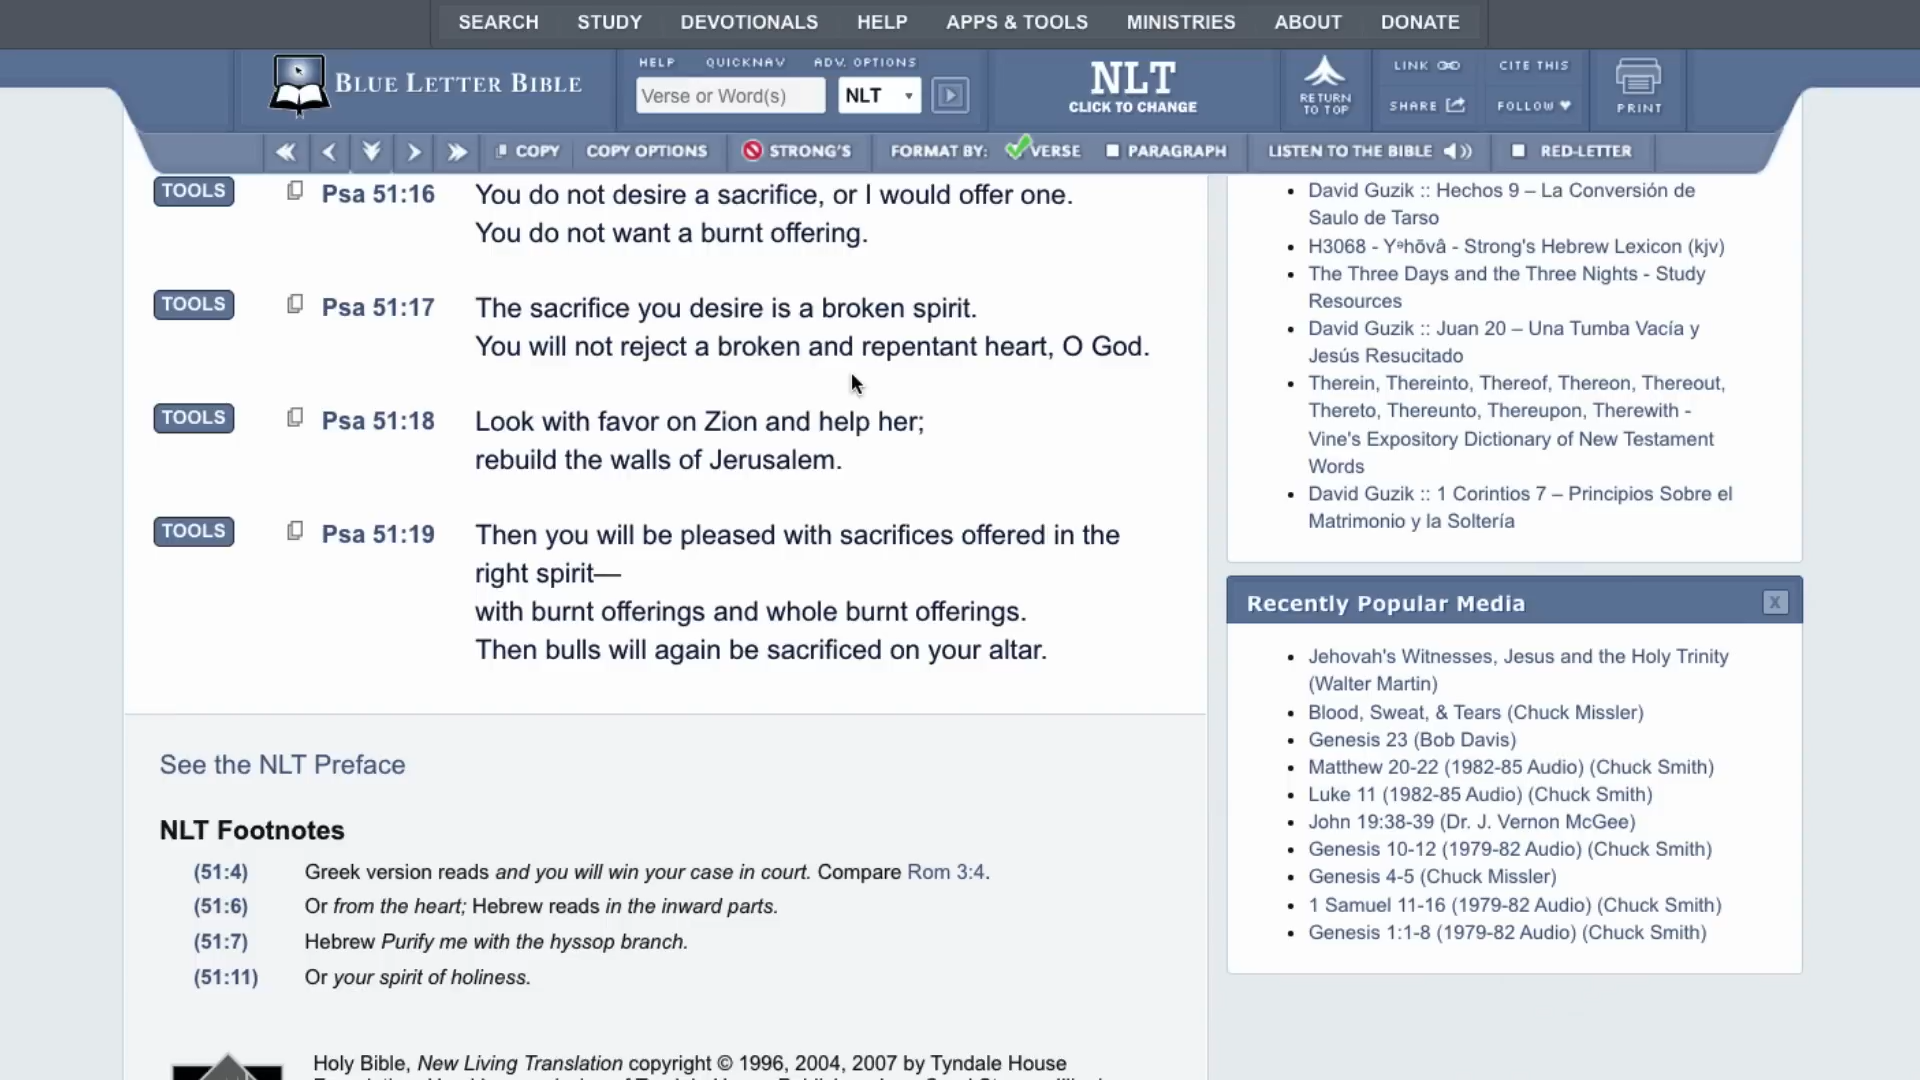 SEARCH STUDY DEVOTIONALS HELP APPS & TOOLS MINISTRIES ABOUT DONATE
BLUE LETTER BIBLE
HELP QUICKNAV ADV. OPTIONS
Verse or Word(s) NLT
NLT
CLICK TO CHANGE
RETURN
TO TOP
LINK CITE THIS
SHARE FOLLOW
PRINT
COPY COPY OPTIONS STRONG'S FORMAT BY: VERSE PARAGRAPH LISTEN TO THE BIBLE RED-LETTER
TOOLS Psa 51:16 You do not desire a sacrifice, or I would offer one.
You do not want a burnt offering.
TOOLS Psa 51:17 The sacrifice you desire is a broken spirit.
You will not reject a broken and repentant heart, O God.
TOOLS Psa 51:18 Look with favor on Zion and help her;
rebuild the walls of Jerusalem.
TOOLS Psa 51:19 Then you will be pleased with sacrifices offered in the
right spirit—
with burnt offerings and whole burnt offerings.
Then bulls will again be sacrificed on your altar.
See the NLT Preface
NLT Footnotes
(51:4) Greek version reads and you will win your case in court. Compare Rom 3:4.
(51:6) Or from the heart; Hebrew reads in the inward parts.
(51:7) Hebrew Purify me with the hyssop branch.
(51:11) Or your spirit of holiness.
Holy Bible, New Living Translation copyright © 1996, 2004, 2007 by Tyndale House
David Guzik :: Hechos 9 – La Conversión de
Saulo de Tarso
H3068 - Yᵊhōvâ - Strong's Hebrew Lexicon (kjv)
The Three Days and the Three Nights - Study
Resources
David Guzik :: Juan 20 – Una Tumba Vacía y
Jesús Resucitado
Therein, Thereinto, Thereof, Thereon, Thereout,
Thereto, Thereunto, Thereupon, Therewith -
Vine's Expository Dictionary of New Testament
Words
David Guzik :: 1 Corintios 7 – Principios Sobre el
Matrimonio y la Soltería
Recently Popular Media X
Jehovah's Witnesses, Jesus and the Holy Trinity
(Walter Martin)
Blood, Sweat, & Tears (Chuck Missler)
Genesis 23 (Bob Davis)
Matthew 20-22 (1982-85 Audio) (Chuck Smith)
Luke 11 (1982-85 Audio) (Chuck Smith)
John 19:38-39 (Dr. J. Vernon McGee)
Genesis 10-12 (1979-82 Audio) (Chuck Smith)
Genesis 4-5 (Chuck Missler)
1 Samuel 11-16 (1979-82 Audio) (Chuck Smith)
Genesis 1:1-8 (1979-82 Audio) (Chuck Smith)